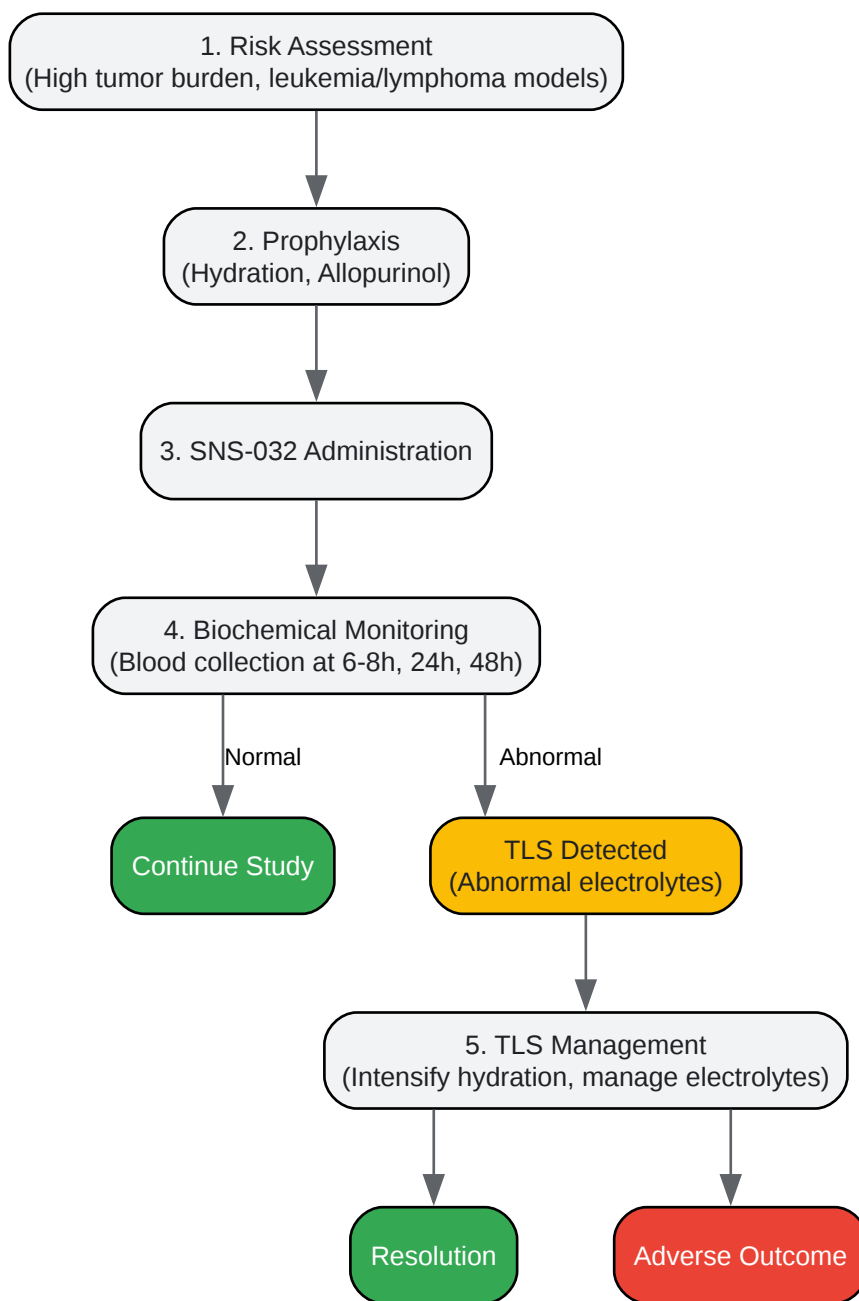 1. Risk Assessment
(High tumor burden, leukemia/lymphoma models)
2. Prophylaxis
(Hydration, Allopurinol)
3. SNS-032 Administration
4. Biochemical Monitoring
(Blood collection at 6-8h, 24h, 48h)
Normal
Abnormal
Continue Study
TLS Detected
(Abnormal electrolytes)
5. TLS Management
(Intensify hydration, manage electrolytes)
Resolution
Adverse Outcome